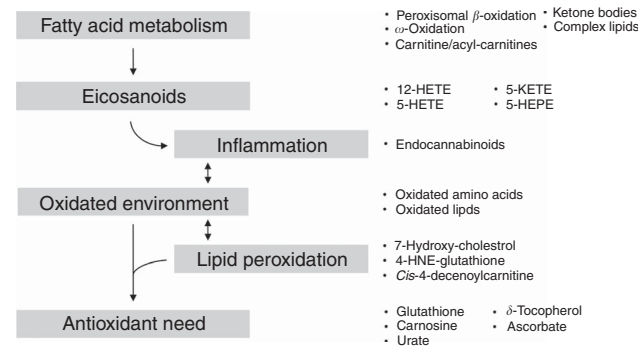 Fatty acid metabolism
• Peroxisomal β-oxidation • Ketone bodies
• ω-Oxidation • Complex lipids
• Carnitine/acyl-carnitines
Eicosanoids
• 12-HETE • 5-KETE
• 5-HETE • 5-HEPE
Inflammation
• Endocannabinoids
Oxidated environment
• Oxidated amino acids
• Oxidated lipds
Lipid peroxidation
• 7-Hydroxy-cholestrol
• 4-HNE-glutathione
• Cis-4-decenoylcarnitine
Antioxidant need
• Glutathione • δ-Tocopherol
• Carnosine • Ascorbate
• Urate